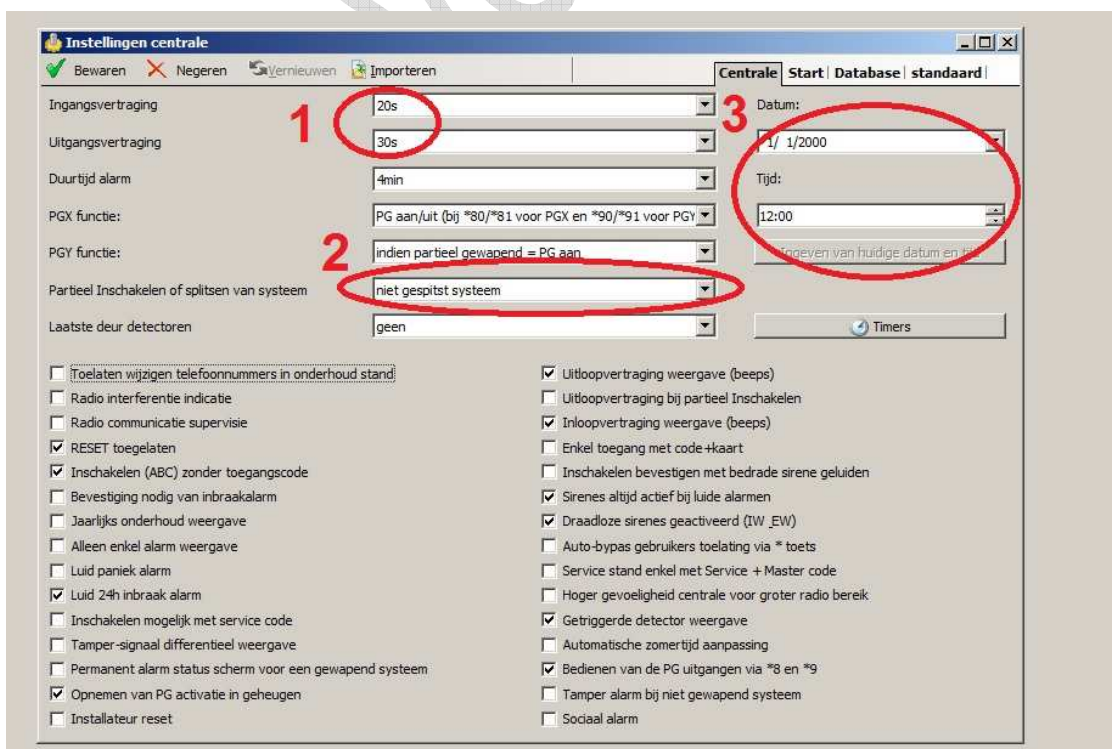 Instellingen centrale
Bewaren Negeren Vernieuwen Importeren Centrale Start Database standaard
Ingangsvertraging 1 20s 3 Datum:
Uitgangsvertraging 30s 1/ 1/2000
Duurtijd alarm 4min Tijd:
PGX functie: PG aan/uit (bij *80/*81 voor PGX en *90/*91 voor PGY 12:00
PGY functie: 2 indien partieel gewapend = PG aan Ingeven van huidige datum en
Partieel Inschakelen of splitsen van systeem niet gespitst systeem
Laatste deur detectoren geen Timers
Toelaten wijzigen telefoonnummers in onderhoud stand Uitloopvertraging weergave (beeps)
Radio interferentie indicatie Uitloopvertraging bij partieel Inschakelen
Radio communicatie supervisie Inloopvertraging weergave (beeps)
RESET toegelaten Enkel toegang met code+kaart
Inschakelen (ABC) zonder toegangscode Inschakelen bevestigen met bedrade sirene geluiden
Bevestiging nodig van inbraakalarm Sirenes altijd actief bij luide alarmen
Jaarlijks onderhoud weergave Draadloze sirenes geactiveerd (IW_EW)
Alleen enkel alarm weergave Auto-bypas gebruikers toelating via * toets
Luid paniek alarm Service stand enkel met Service + Master code
Luid 24h inbraak alarm Hoger gevoeligheid centrale voor groter radio bereik
Inschakelen mogelijk met service code Getriggerde detector weergave
Tamper-signaal differentieel weergave Automatische zomertijd aanpassing
Permanent alarm status scherm voor een gewapend systeem Bedienen van de PG uitgangen via *8 en *9
Opnemen van PG activatie in geheugen Tamper alarm bij niet gewapend systeem
Installateur reset Sociaal alarm